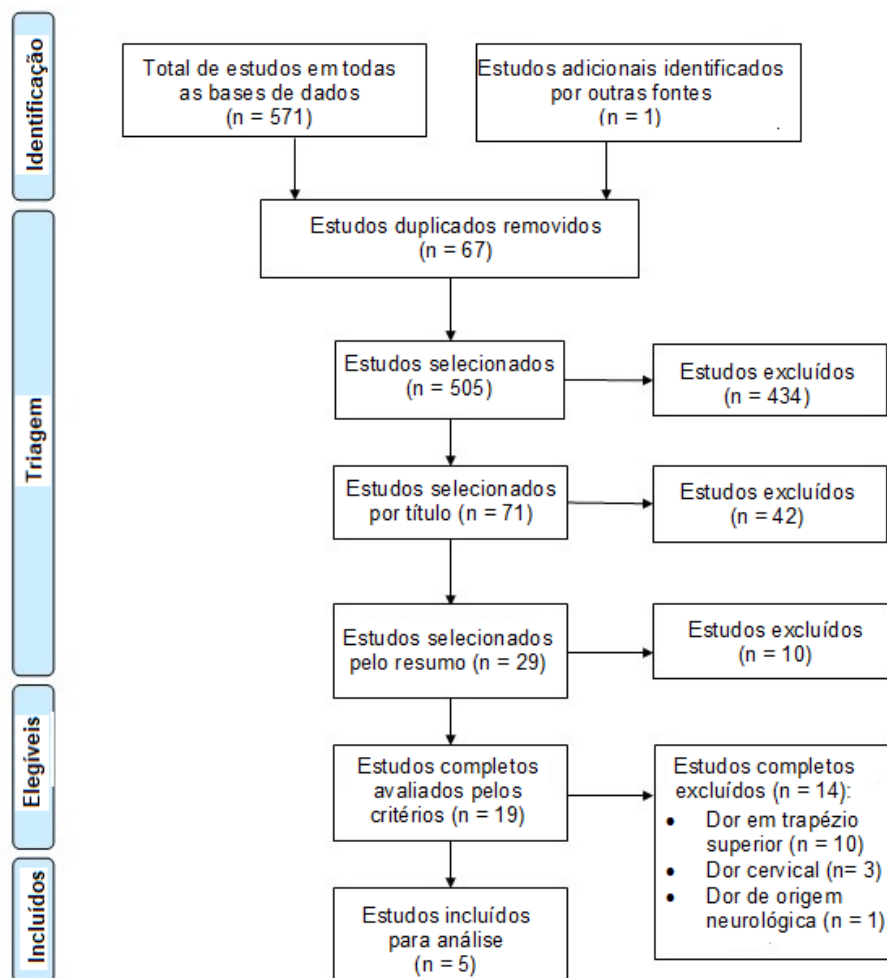 Identificação
Total de estudos em todas
as bases de dados
(n = 571)
Estudos adicionais identificados
por outras fontes
(n = 1)
Triagem
Estudos duplicados removidos
(n = 67)
Estudos selecionados
(n = 505)
Estudos excluídos
(n = 434)
Estudos selecionados
por título (n = 71)
Estudos excluídos
(n = 42)
Estudos selecionados
pelo resumo (n = 29)
Estudos excluídos
(n = 10)
Elegíveis
Estudos completos
avaliados pelos
critérios (n = 19)
Estudos completos
excluídos (n = 14):
• Dor em trapézio
superior (n = 10)
• Dor cervical (n= 3)
• Dor de origem
neurológica (n = 1)
Incluídos
Estudos incluídos
para análise
(n = 5)